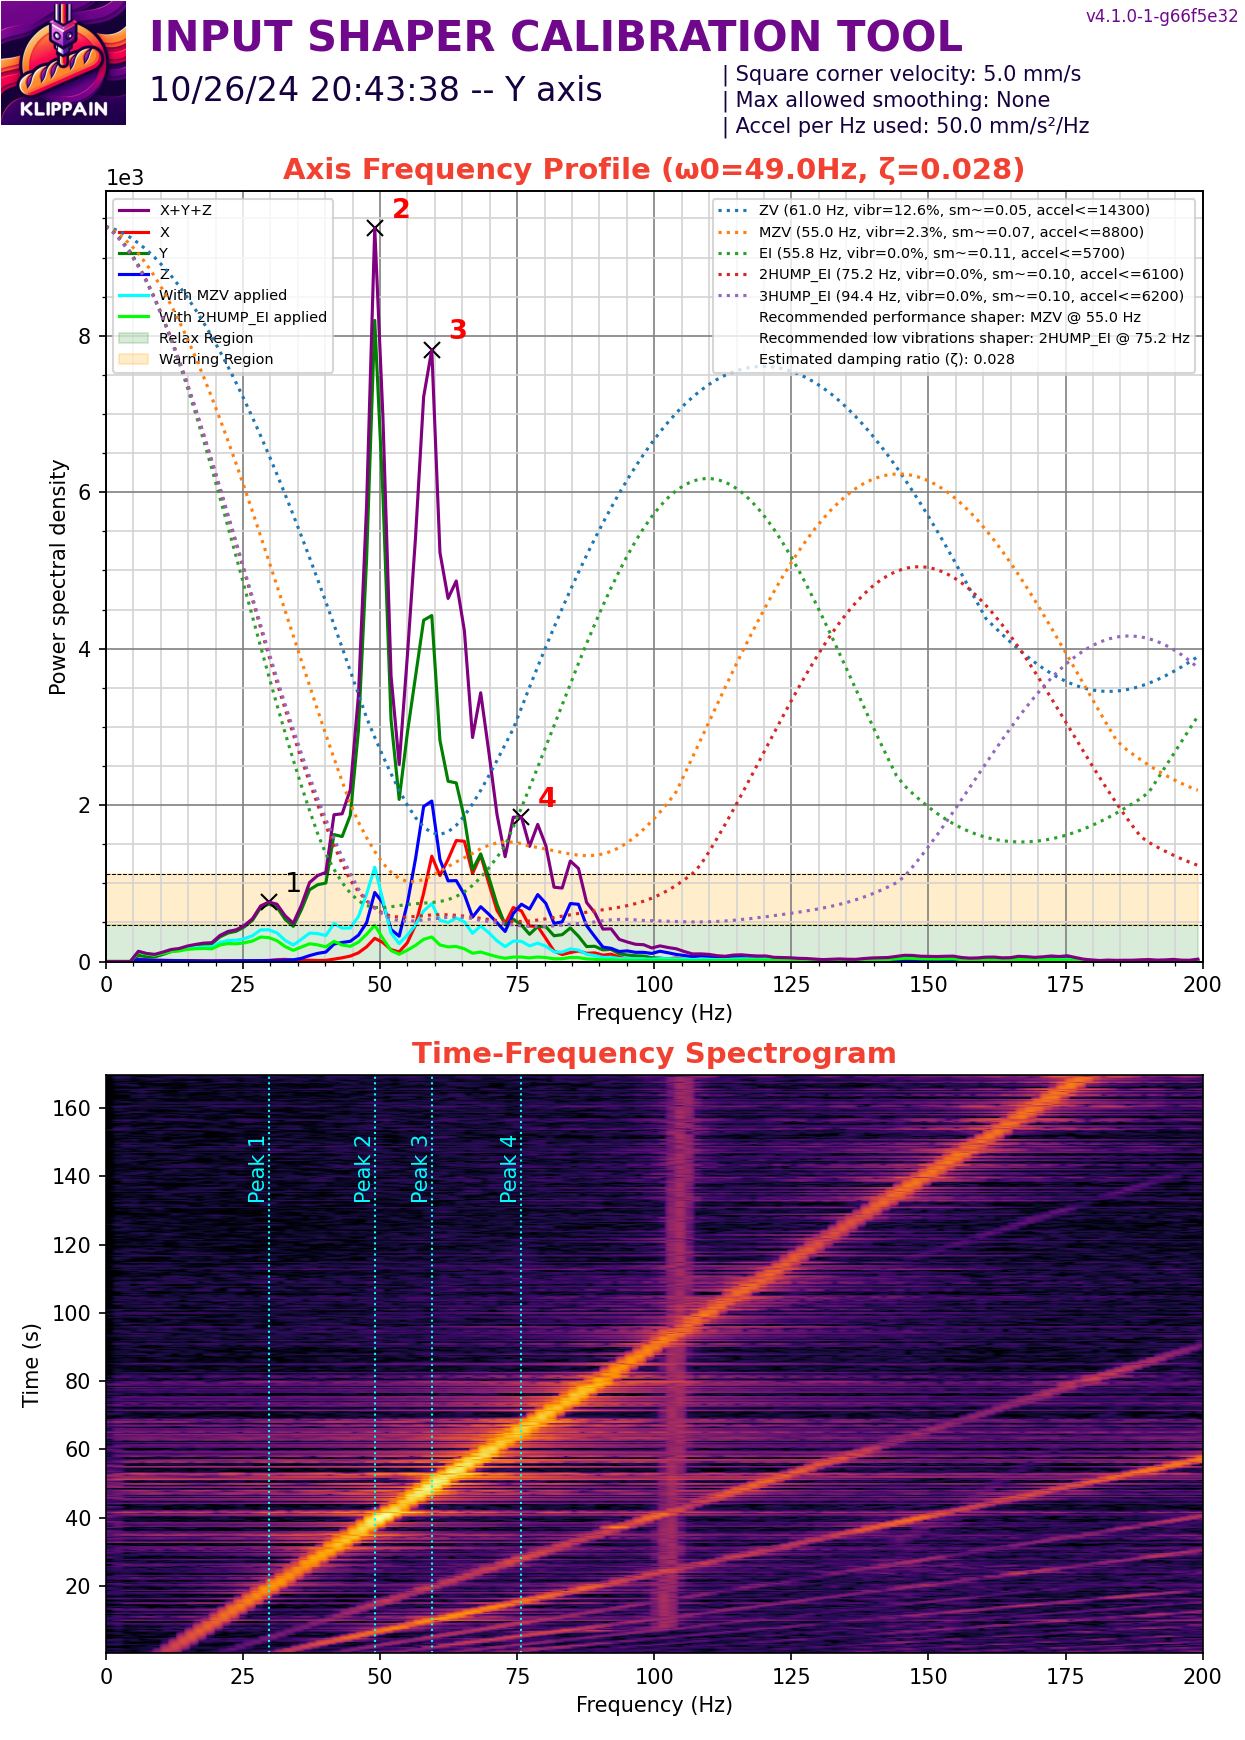 v4.1.0-1-g66f5e32
INPUT SHAPER CALIBRATION TOOL
10/26/24 20:43:38 -- Y axis
| Square corner velocity: 5.0 mm/s
| Max allowed smoothing: None
| Accel per Hz used: 50.0 mm/s²/Hz
KLIPPAIN
Axis Frequency Profile (ω0=49.0Hz, ζ=0.028)
1e3
X+Y+Z
X
Y
Z
With MZV applied
With 2HUMP_EI applied
Relax Region
Warning Region
ZV (61.0 Hz, vibr=12.6%, sm~=0.05, accel<=14300)
MZV (55.0 Hz, vibr=2.3%, sm~=0.07, accel<=8800)
EI (55.8 Hz, vibr=0.0%, sm~=0.11, accel<=5700)
2HUMP_EI (75.2 Hz, vibr=0.0%, sm~=0.10, accel<=6100)
3HUMP_EI (94.4 Hz, vibr=0.0%, sm~=0.10, accel<=6200)
Recommended performance shaper: MZV @ 55.0 Hz
Recommended low vibrations shaper: 2HUMP_EI @ 75.2 Hz
Estimated damping ratio (ζ): 0.028
2
3
4
1
Power spectral density
8
6
4
2
0
0 25 50 75 100 125 150 175 200
Frequency (Hz)
Time-Frequency Spectrogram
Time (s)
160
140
120
100
80
60
40
20
Peak 1
Peak 2
Peak 3
Peak 4
0 25 50 75 100 125 150 175 200
Frequency (Hz)